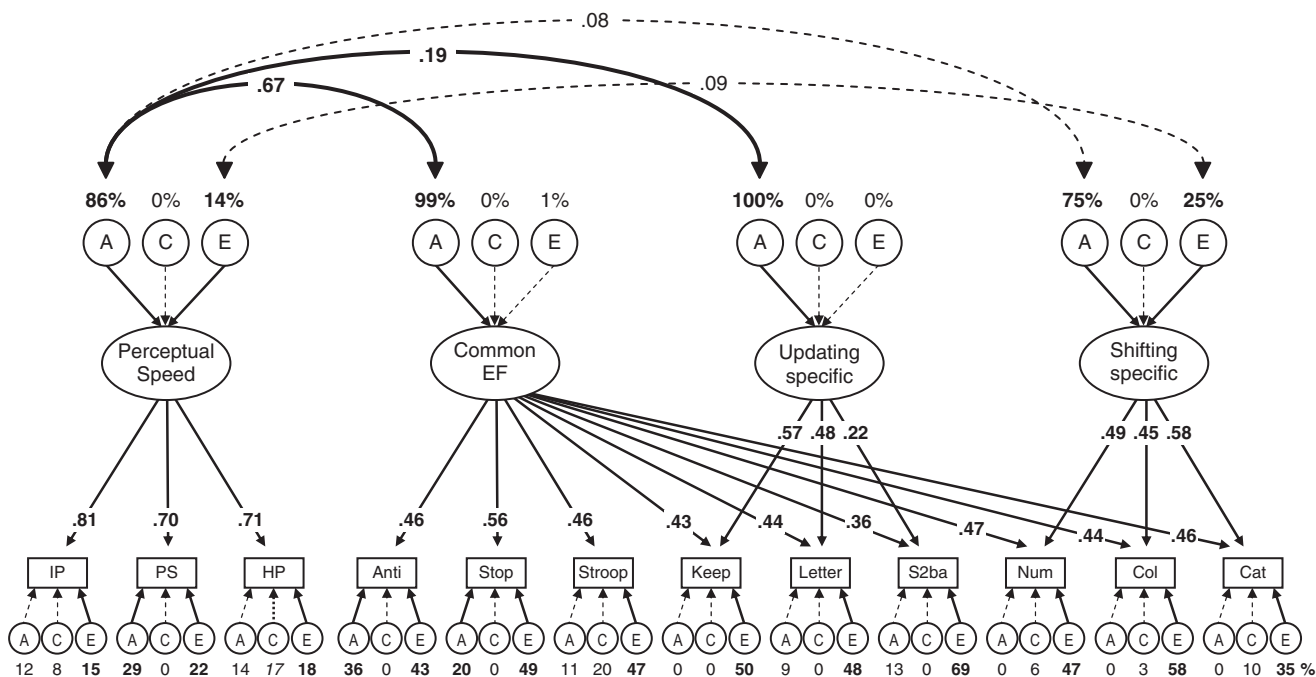 .08
.19
.67
.09
86% 0% 14% 99% 0% 1% 100% 0% 0% 75% 0% 25%
A C E A C E A C E A C E
Perceptual Speed
Common EF
Updating specific
Shifting specific
.57 .48 .22 .49 .45 .58
.81 .70 .71 .46 .56 .46 .43 .44 .36 .47 .44 .46
IP PS HP Anti Stop Stroop Keep Letter S2ba Num Col Cat
A C E A C E A C E A C E A C E A C E A C E A C E A C E A C E A C E A C E
12 8 15 29 0 22 14 17 18 36 0 43 20 0 49 11 20 47 0 0 50 9 0 48 13 0 69 0 6 47 0 3 58 0 10 35 %